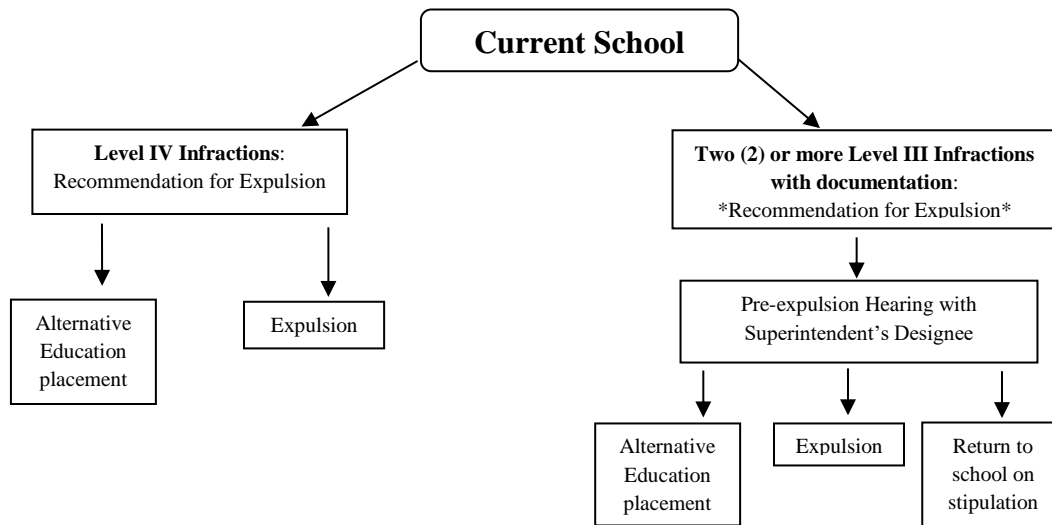 Current School
Level IV Infractions:
Recommendation for Expulsion
Two (2) or more Level III Infractions
with documentation:
*Recommendation for Expulsion*
Alternative
Education
placement
Expulsion
Pre-expulsion Hearing with
Superintendent’s Designee
Alternative
Education
placement
Expulsion
Return to
school on
stipulation